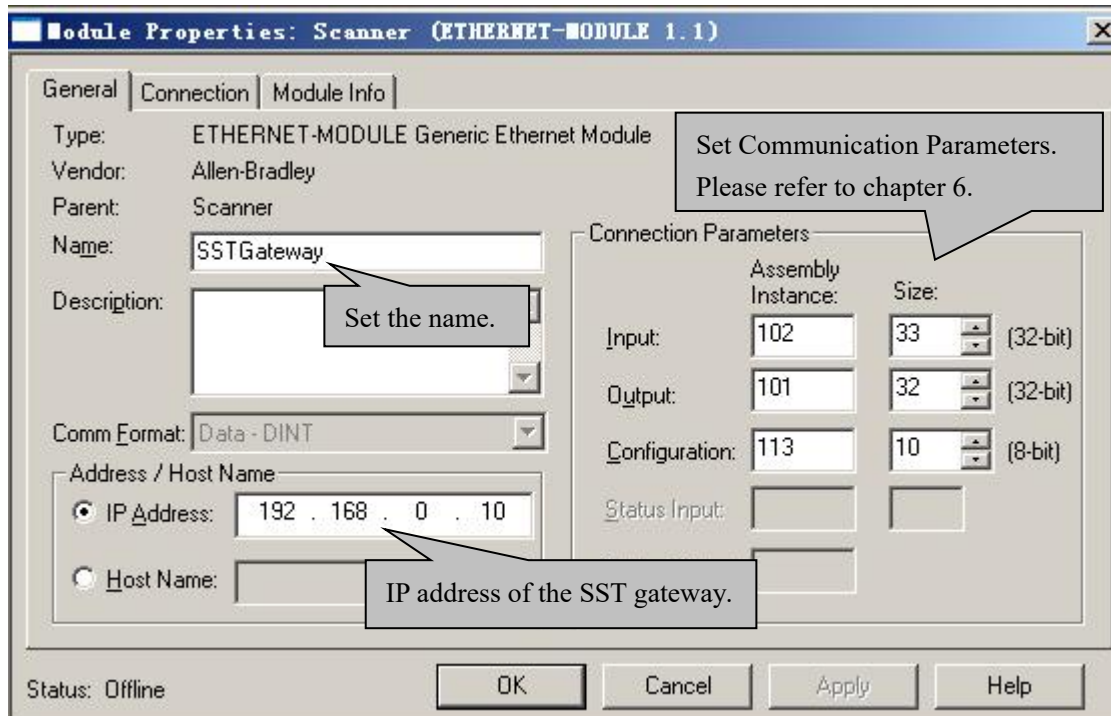 Module Properties: Scanner (ETHERNET-MODULE 1.1)
General
Connection
Module Info
Type: ETHERNET-MODULE Generic Ethernet Module
Vendor: Allen-Bradley
Parent: Scanner
Name: SSTGateway
Set the name.
Description:
Comm Format: Data - DINT
Address / Host Name
IP Address: 192 . 168 . 0 . 10
Host Name:
IP address of the SST gateway.
Set Communication Parameters.
Please refer to chapter 6.
Connection Parameters
Assembly
Instance: Size:
Input: 102 33 (32-bit)
Output: 101 32 (32-bit)
Configuration: 113 10 (8-bit)
Status Input:
Status: Offline
OK
Cancel
Apply
Help